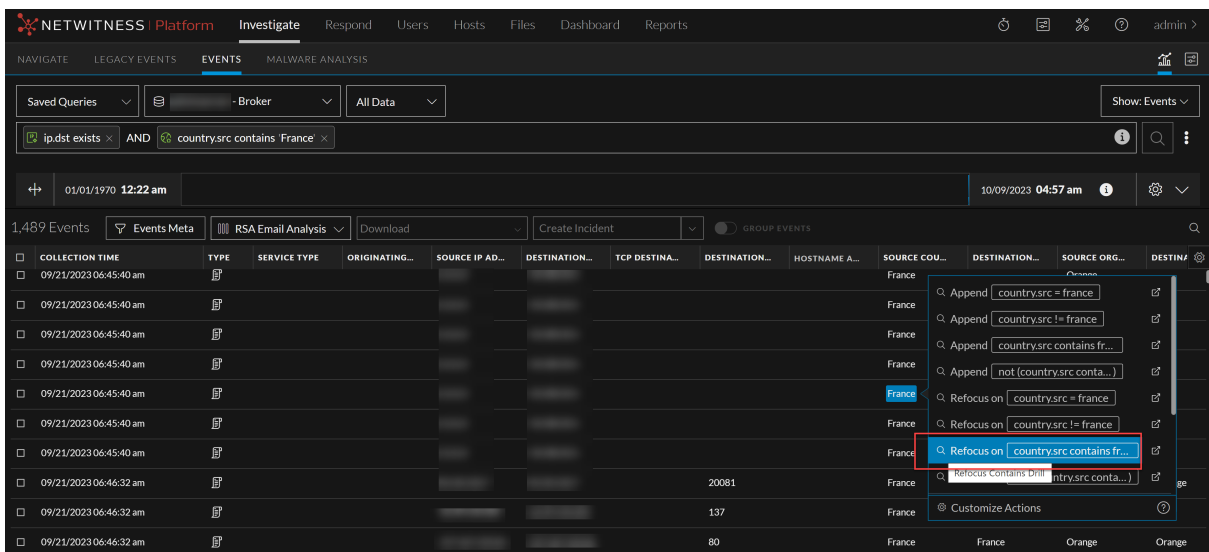 NETWITNESS Platform Investigate Respond Users Hosts Files Dashboard Reports admin >
NAVIGATE LEGACY EVENTS EVENTS MALWARE ANALYSIS
Saved Queries - Broker All Data Show: Events
ip.dst exists × AND country.src contains 'France' ×
01/01/1970 12:22 am 10/09/2023 04:57 am
1,489 Events Events Meta RSA Email Analysis Download Create Incident GROUP EVENTS
COLLECTION TIME TYPE SERVICE TYPE ORIGINATING... SOURCE IP AD... DESTINATION... TCP DESTINA... DESTINATION... HOSTNAME A... SOURCE COU... DESTINATION... SOURCE ORG... DESTINA
09/21/2023 06:45:40 am France Orange
Append country.src = france
09/21/2023 06:45:40 am France
Append country.src != france
09/21/2023 06:45:40 am France
Append country.src contains fr...
09/21/2023 06:45:40 am France
Append not (country.src conta...)
09/21/2023 06:45:40 am France
Refocus on country.src = france
09/21/2023 06:45:40 am France
Refocus on country.src != france
09/21/2023 06:45:40 am France
Refocus on country.src contains fr...
Refocus Contains Drill
ntry.src conta...)
09/21/2023 06:46:32 am 20081 France ge
Customize Actions
09/21/2023 06:46:32 am 137 France
09/21/2023 06:46:32 am 80 France France Orange Orange